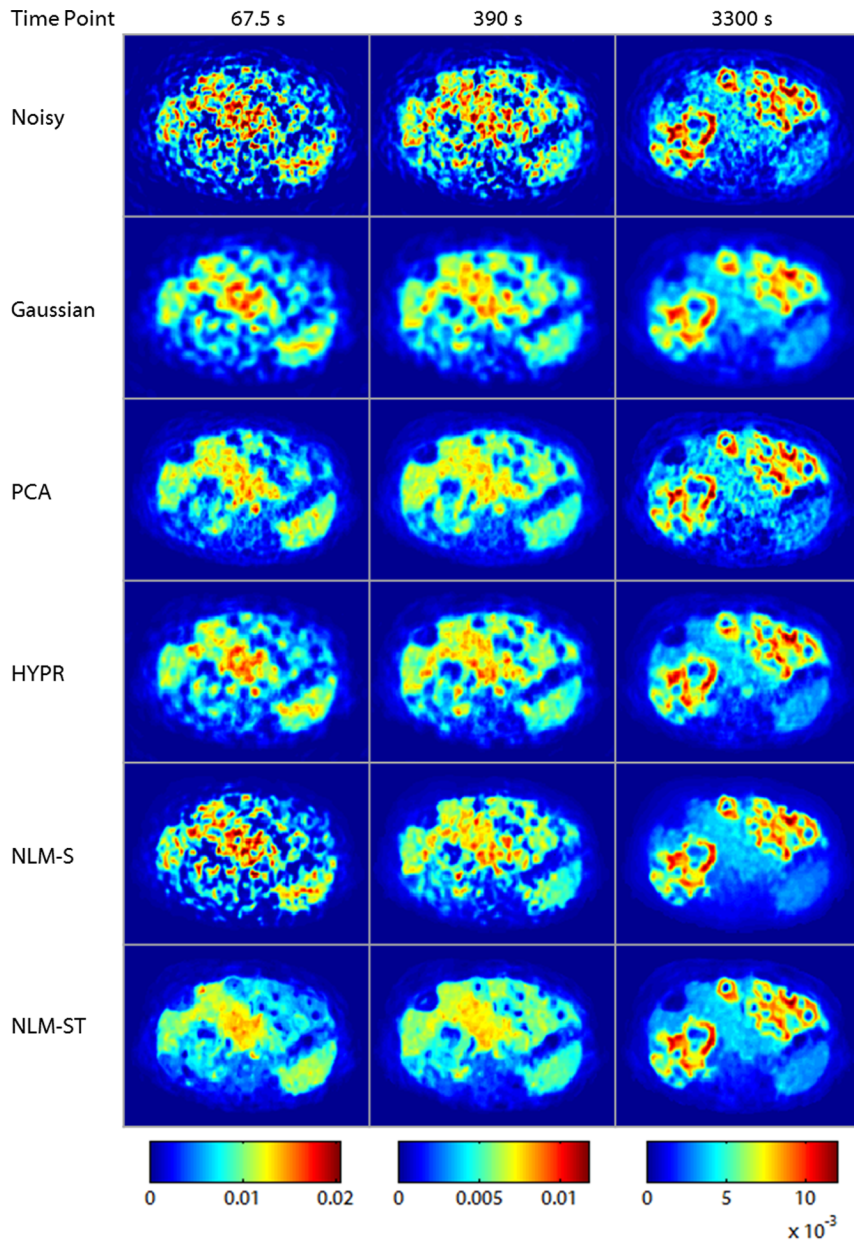 Time Point 67.5 s 390 s 3300 s
Noisy
Gaussian
PCA
HYPR
NLM-S
NLM-ST
0 0.01 0.02 0 0.005 0.01 0 5 10
x 10⁻³